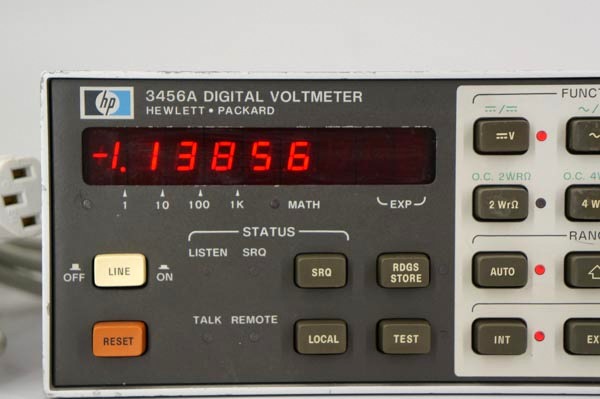 hp
3456A DIGITAL VOLTMETER
HEWLETT • PACKARD
-1.13856
1 10 100 1K MATH EXP
STATUS
LISTEN SRQ
OFF LINE ON
SRQ
RDGS
STORE
TALK REMOTE
RESET
LOCAL
TEST
FUNCT
⎓/⎓ ~/
⎓V ~
O.C. 2WRΩ O.C. 4W
2 WrΩ 4 W
RANG
AUTO
INT EX